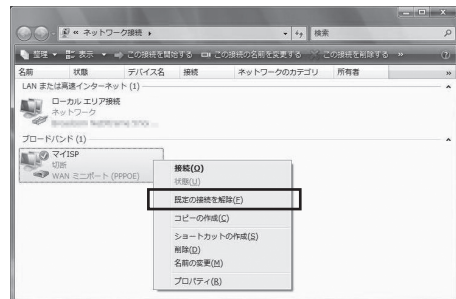 « ネットワーク接続 ▸
検索
整理 ▾ 表示 ▾ この接続を開始する この接続の名前を変更する この接続を削除する »
名前 状態 デバイス名 接続 ネットワークのカテゴリ 所有者 »
LAN または高速インターネット (1)
ローカル エリア接続
ネットワーク
ブロードバンド (1)
マイISP
切断
WAN ミニポート (PPPOE)
接続(O)
状態(U)
既定の接続を解除(F)
コピーの作成(C)
ショートカットの作成(S)
削除(D)
名前の変更(M)
プロパティ(R)